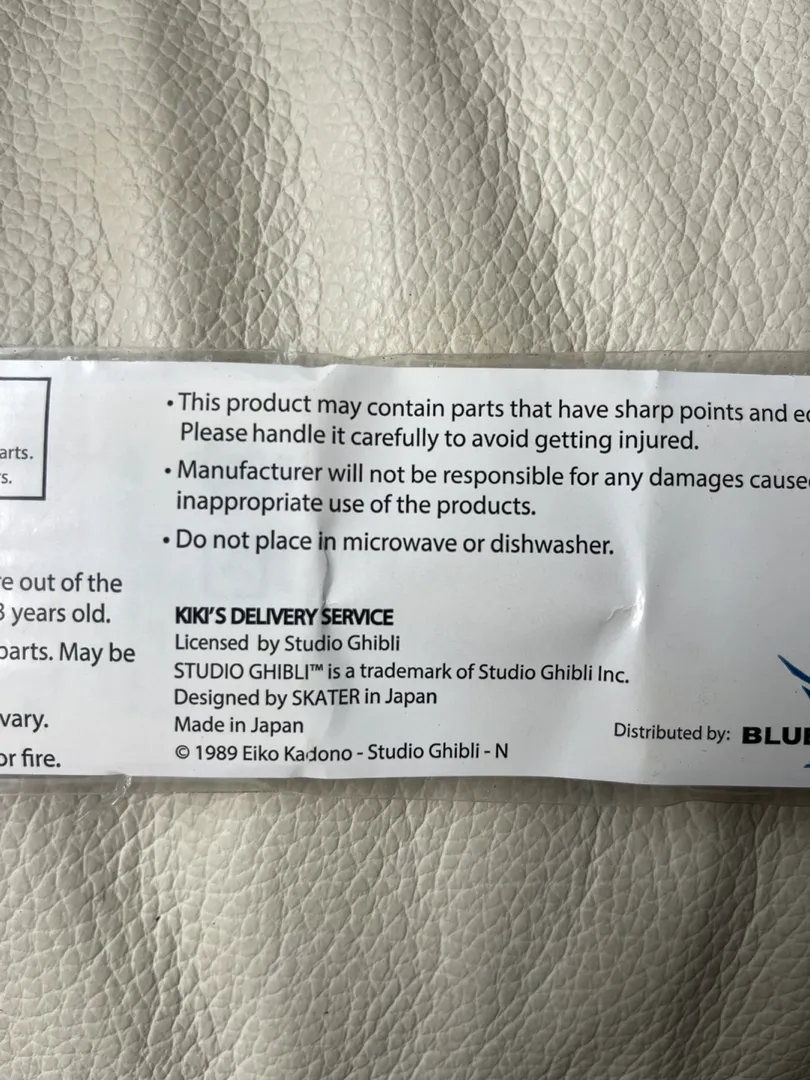 arts.
s.
e out of the
3 years old.
parts. May be
vary.
or fire.
• This product may contain parts that have sharp points and
Please handle it carefully to avoid getting injured.
• Manufacturer will not be responsible for any damages cause
inappropriate use of the products.
• Do not place in microwave or dishwasher.
KIKI'S DELIVERY SERVICE
Licensed by Studio Ghibli
STUDIO GHIBLI™ is a trademark of Studio Ghibli Inc.
Designed by SKATER in Japan
Made in Japan
© 1989 Eiko Kadono - Studio Ghibli - N
Distributed by: BLU